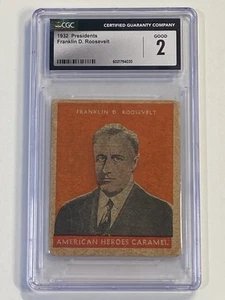 CGC CERTIFIED GUARANTY COMPANY
1932 Presidents
Franklin D. Roosevelt
GOOD
2
FRANKLIN D. ROOSEVELT
AMERICAN HEROES CARAMEL